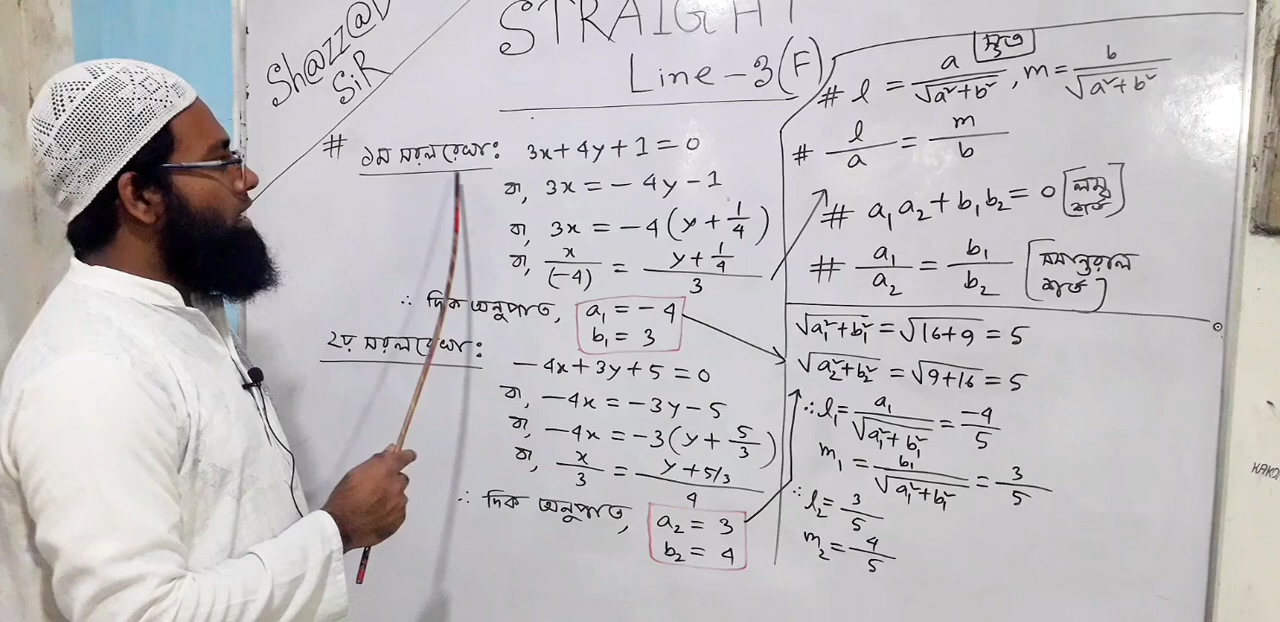 Sh@zz@D
SiR
STRAIGHT
Line - 3 (F)
# ১ম সরলরেখা: 3x + 4y + 1 = 0
বা, 3x = - 4y - 1
বা, 3x = -4 (y + 1/4)
বা, x/(-4) = (y + 1/4)/3
∴ দিক অনুপাত, a₁ = - 4
b₁ = 3
২য় সরলরেখা:
-4x + 3y + 5 = 0
বা, -4x = -3y - 5
বা, -4x = -3 (y + 5/3)
বা, x/3 = (y + 5/3)/4
∴ দিক অনুপাত, a₂ = 3
b₂ = 4
সূত্র
# l = a/√(a² + b²), m = b/√(a² + b²)
# l/a = m/b
# a₁a₂ + b₁b₂ = 0 [লম্ব শর্ত]
# a₁/a₂ = b₁/b₂ [সমান্তরাল শর্ত]
√(a₁² + b₁²) = √(16 + 9) = 5
√(a₂² + b₂²) = √(9 + 16) = 5
∴ l₁ = a₁/√(a₁² + b₁²) = -4/5
m₁ = b₁/√(a₁² + b₁²) = 3/5
∴ l₂ = 3/5
m₂ = 4/5